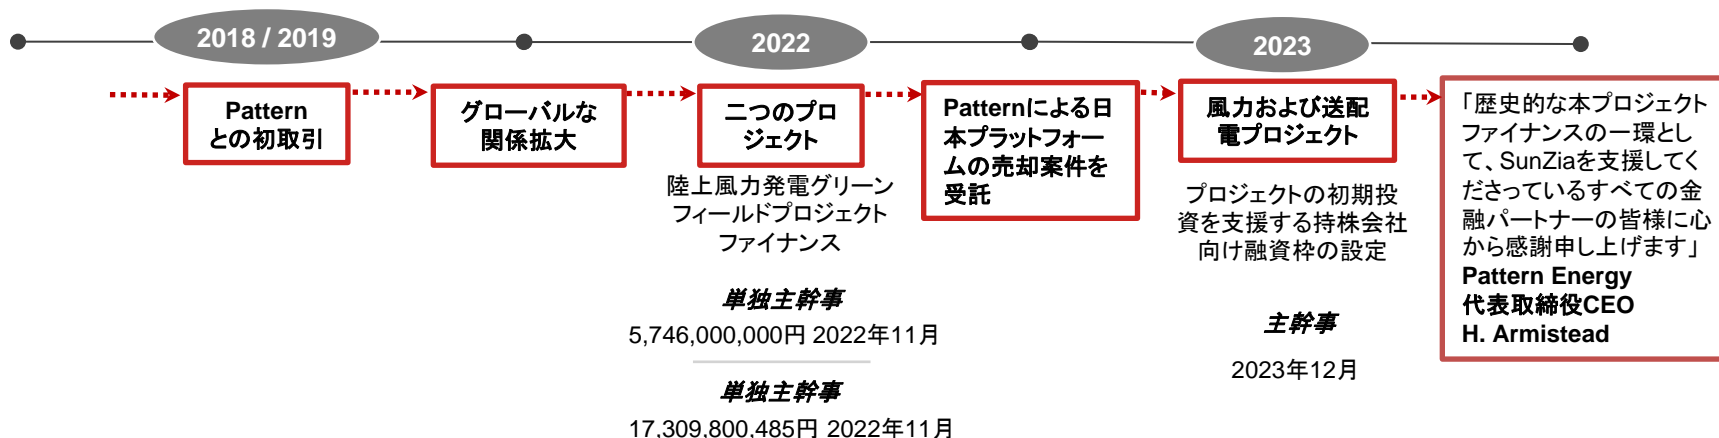 2018 / 2019
2022
2023
Pattern
との初取引
グローバルな
関係拡大
二つのプロ
ジェクト
陸上風力発電グリーン
フィールドプロジェクト
ファイナンス
単独主幹事
5,746,000,000円 2022年11月
単独主幹事
17,309,800,485円 2022年11月
Patternによる日
本プラットフォー
ムの売却案件を
受託
風力および送配
電プロジェクト
プロジェクトの初期投
資を支援する持株会社
向け融資枠の設定
主幹事
2023年12月
「歴史的な本プロジェクト
ファイナンスの一環とし
て、SunZiaを支援してく
ださっているすべての金
融パートナーの皆様に心
から感謝申し上げます」
Pattern Energy
代表取締役CEO
H. Armistead